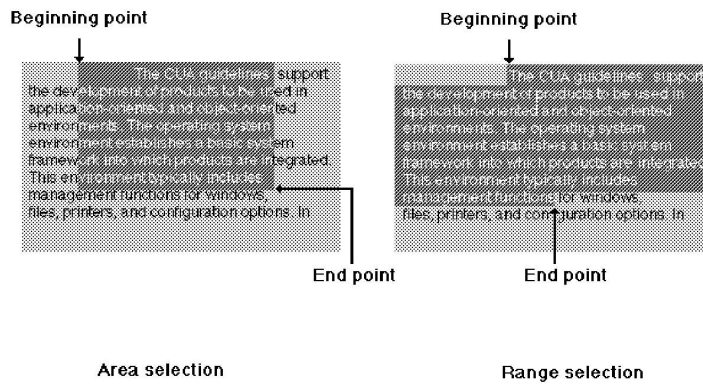 Beginning point
The CUA guidelines support
the development of products to be used in
application-oriented and object-oriented
environments. The operating system
environment establishes a basic system
framework into which products are integrated.
This environment typically includes
management functions for windows,
files, printers, and configuration options. In
End point
Area selection
Beginning point
The CUA guidelines support
the development of products to be used in
application-oriented and object-oriented
environments. The operating system
environment establishes a basic system
framework into which products are integrated
This environment typically includes
management functions for windows,
files, printers, and configuration options. In
End point
Range selection